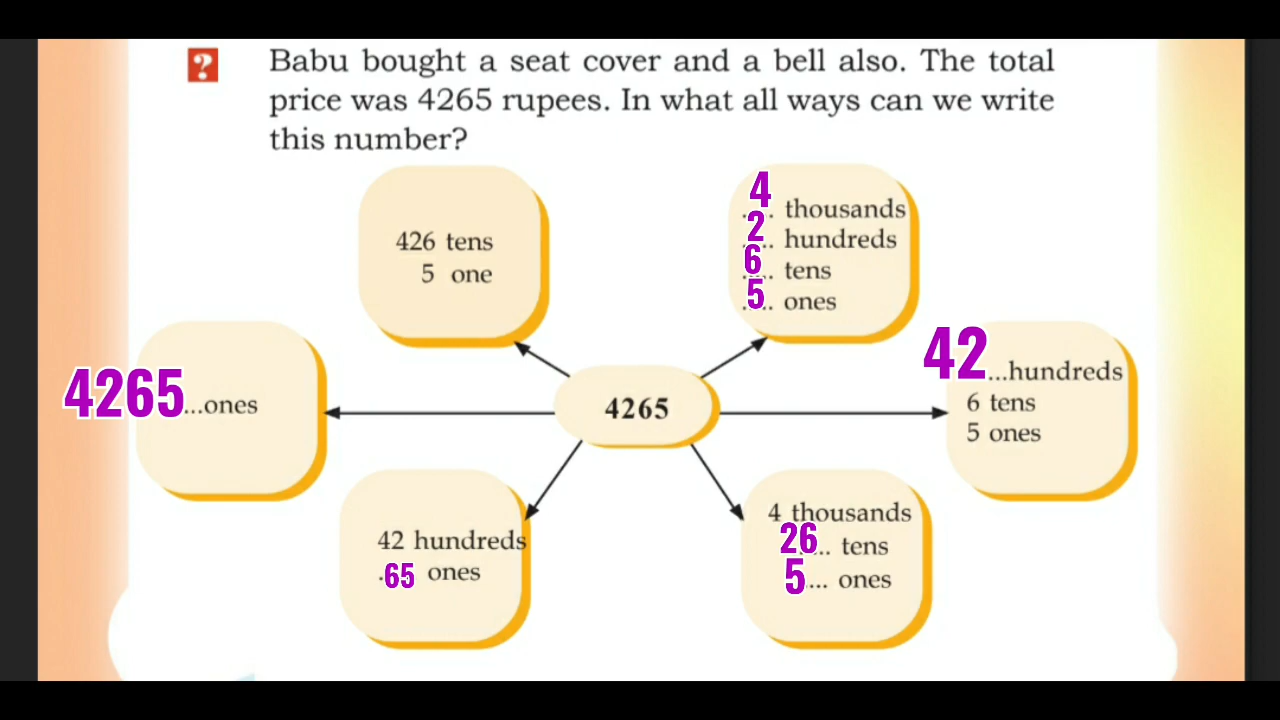 ?
Babu bought a seat cover and a bell also. The total
price was 4265 rupees. In what all ways can we write
this number?
426 tens
5 one
4 .... thousands
2 .... hundreds
6 .... tens
5 .... ones
4265...ones
4265
42...hundreds
6 tens
5 ones
42 hundreds
.65 ones
4 thousands
26.. tens
5... ones